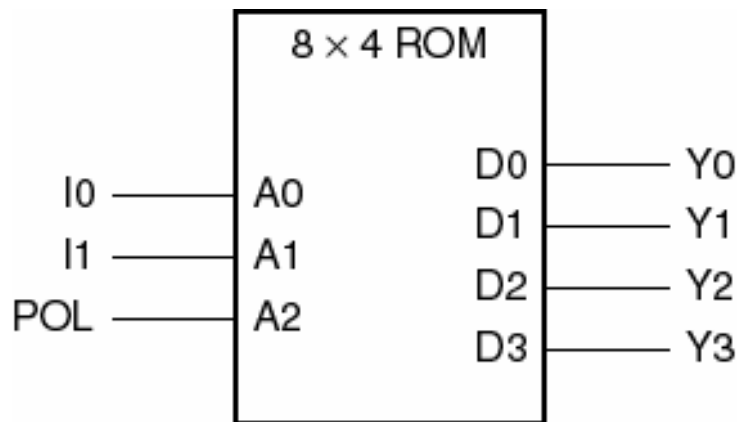 8 × 4 ROM
I0 A0 D0 Y0
I1 A1 D1 Y1
POL A2 D2 Y2
D3 Y3